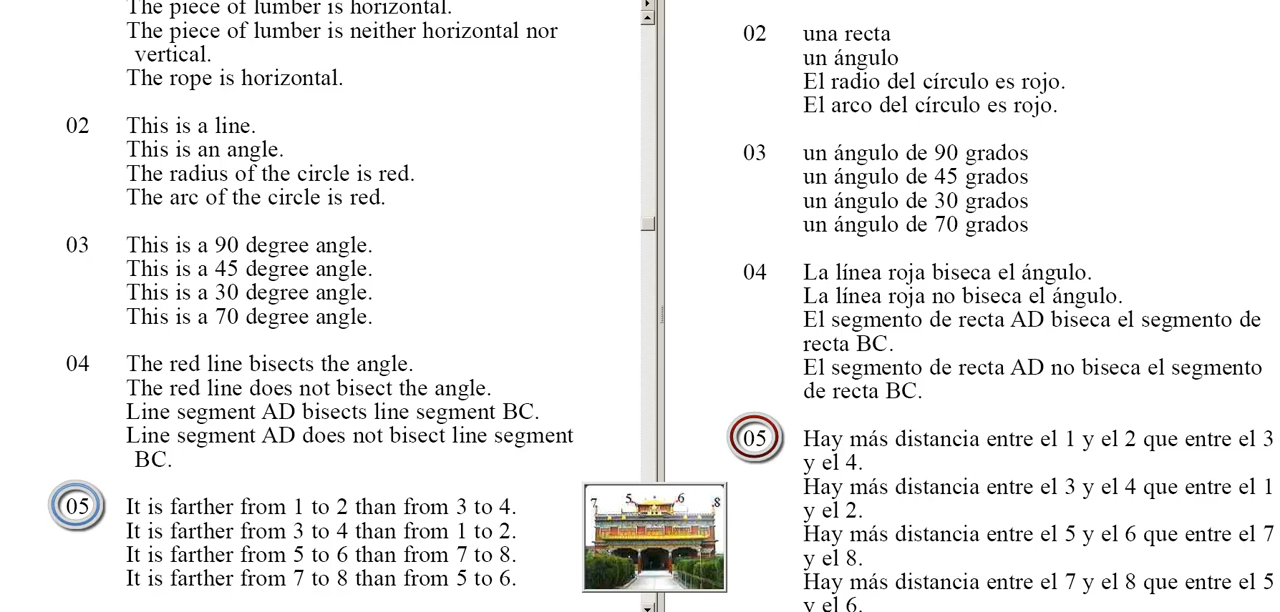 The piece of lumber is horizontal.
The piece of lumber is neither horizontal nor
vertical.
The rope is horizontal.
02 This is a line.
This is an angle.
The radius of the circle is red.
The arc of the circle is red.
03 This is a 90 degree angle.
This is a 45 degree angle.
This is a 30 degree angle.
This is a 70 degree angle.
04 The red line bisects the angle.
The red line does not bisect the angle.
Line segment AD bisects line segment BC.
Line segment AD does not bisect line segment
BC.
05 It is farther from 1 to 2 than from 3 to 4.
It is farther from 3 to 4 than from 1 to 2.
It is farther from 5 to 6 than from 7 to 8.
It is farther from 7 to 8 than from 5 to 6.
7 5 6 8
02 una recta
un ángulo
El radio del círculo es rojo.
El arco del círculo es rojo.
03 un ángulo de 90 grados
un ángulo de 45 grados
un ángulo de 30 grados
un ángulo de 70 grados
04 La línea roja biseca el ángulo.
La línea roja no biseca el ángulo.
El segmento de recta AD biseca el segmento de
recta BC.
El segmento de recta AD no biseca el segmento
de recta BC.
05 Hay más distancia entre el 1 y el 2 que entre el 3
y el 4.
Hay más distancia entre el 3 y el 4 que entre el 1
y el 2.
Hay más distancia entre el 5 y el 6 que entre el 7
y el 8.
Hay más distancia entre el 7 y el 8 que entre el 5
y el 6.